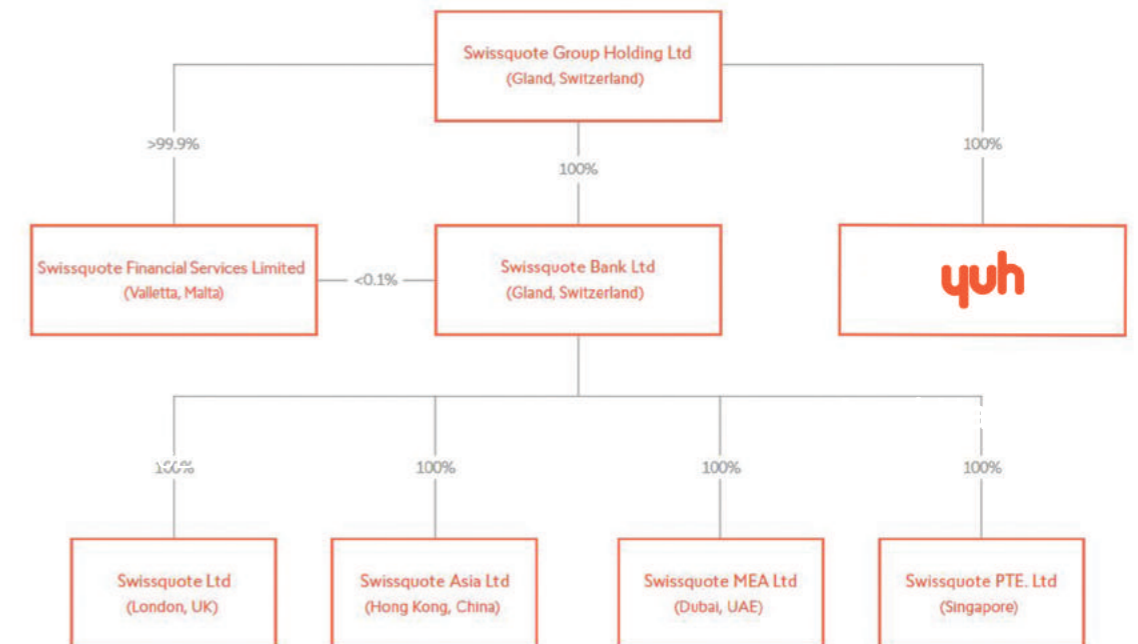 Swissquote Group Holding Ltd
(Gland, Switzerland)
>99.9%
100%
100%
Swissquote Financial Services Limited
(Valletta, Malta)
<0.1%
Swissquote Bank Ltd
(Gland, Switzerland)
yuh
100%
100%
100%
100%
Swissquote Ltd
(London, UK)
Swissquote Asia Ltd
(Hong Kong, China)
Swissquote MEA Ltd
(Dubai, UAE)
Swissquote PTE. Ltd
(Singapore)